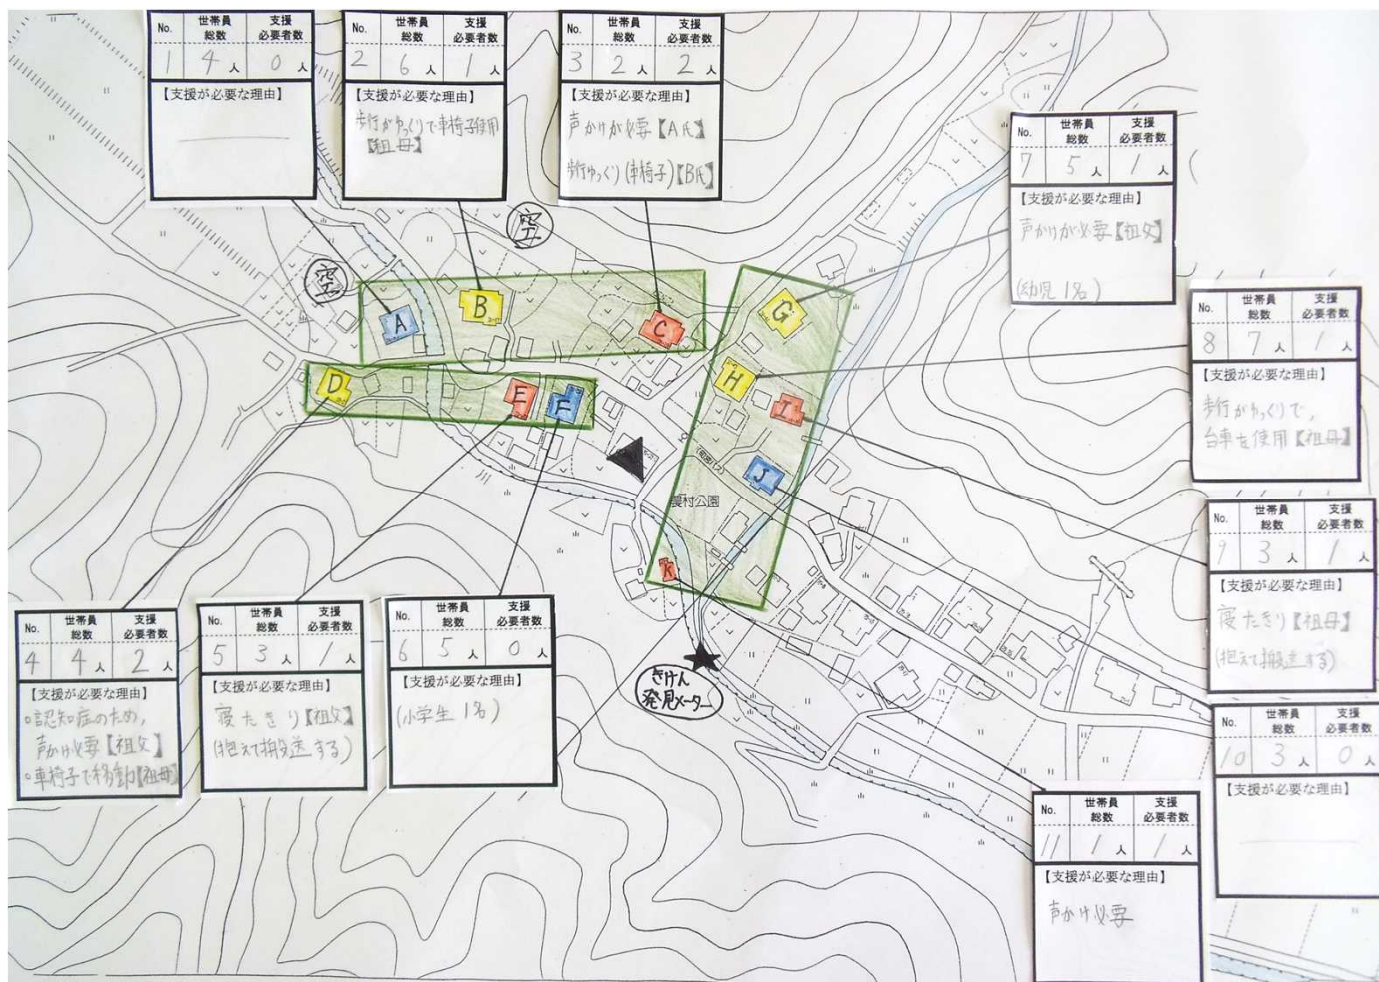 No. 世帯員総数 支援必要者数
1 4人 0人
【支援が必要な理由】
No. 世帯員総数 支援必要者数
2 6人 1人
【支援が必要な理由】
歩行がゆっくりで車椅子使用
【祖母】
No. 世帯員総数 支援必要者数
3 2人 2人
【支援が必要な理由】
声かけが必要【A氏】
歩行ゆっくり(車椅子)【B氏】
No. 世帯員総数 支援必要者数
7 5人 1人
【支援が必要な理由】
声かけが必要【祖父】
(幼児1名)
No. 世帯員総数 支援必要者数
8 7人 1人
【支援が必要な理由】
歩行がゆっくりで、
台車を使用【祖母】
No. 世帯員総数 支援必要者数
9 3人 1人
【支援が必要な理由】
寝たきり【祖母】
(抱えて搬送する)
No. 世帯員総数 支援必要者数
10 3人 0人
【支援が必要な理由】
No. 世帯員総数 支援必要者数
11 1人 1人
【支援が必要な理由】
声かけ必要
No. 世帯員総数 支援必要者数
4 4人 2人
【支援が必要な理由】
○認知症のため、
声かけ必要【祖父】
○車椅子で移動【祖母】
No. 世帯員総数 支援必要者数
5 3人 1人
【支援が必要な理由】
寝たきり【祖父】
(抱えて搬送する)
No. 世帯員総数 支援必要者数
6 5人 0人
【支援が必要な理由】
(小学生1名)
空
空
A
B
C
D
E
F
G
H
I
J
K
川
農村公園
きけん
発見メーター